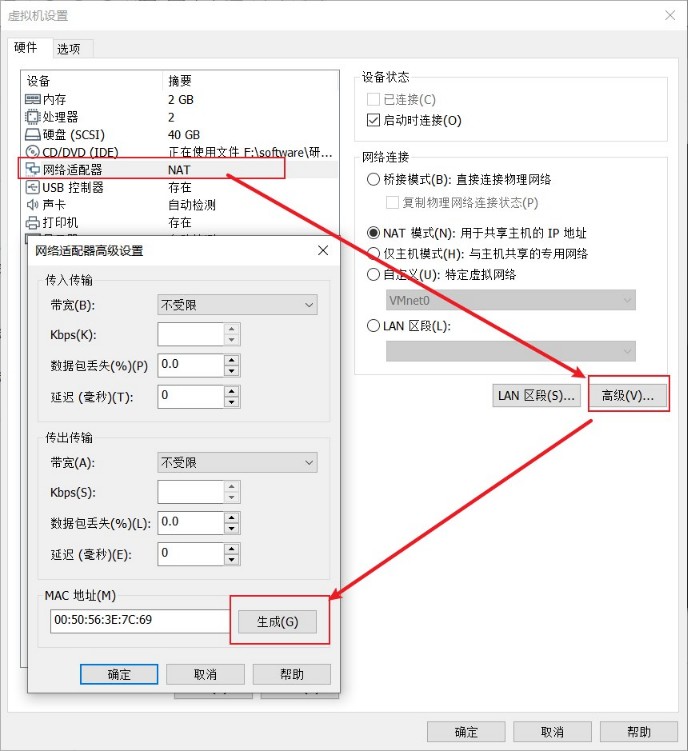 虚拟机设置
硬件 选项
设备 摘要
内存 2 GB
处理器 2
硬盘 (SCSI) 40 GB
CD/DVD (IDE) 正在使用文件 F:\software\研...
网络适配器 NAT
USB 控制器 存在
声卡 自动检测
打印机 存在
设备状态
已连接(C)
启动时连接(O)
网络连接
桥接模式(B): 直接连接物理网络
复制物理网络连接状态(P)
NAT 模式(N): 用于共享主机的 IP 地址
仅主机模式(H): 与主机共享的专用网络
自定义(U): 特定虚拟网络
VMnet0
LAN 区段(L):
LAN 区段(S)... 高级(V)...
网络适配器高级设置
传入传输
带宽(B): 不受限
Kbps(K):
数据包丢失(%)(P) 0.0
延迟 (毫秒)(T): 0
传出传输
带宽(A): 不受限
Kbps(S):
数据包丢失(%)(L): 0.0
延迟 (毫秒)(E): 0
MAC 地址(M)
00:50:56:3E:7C:69 生成(G)
确定 取消 帮助
确定 取消 帮助